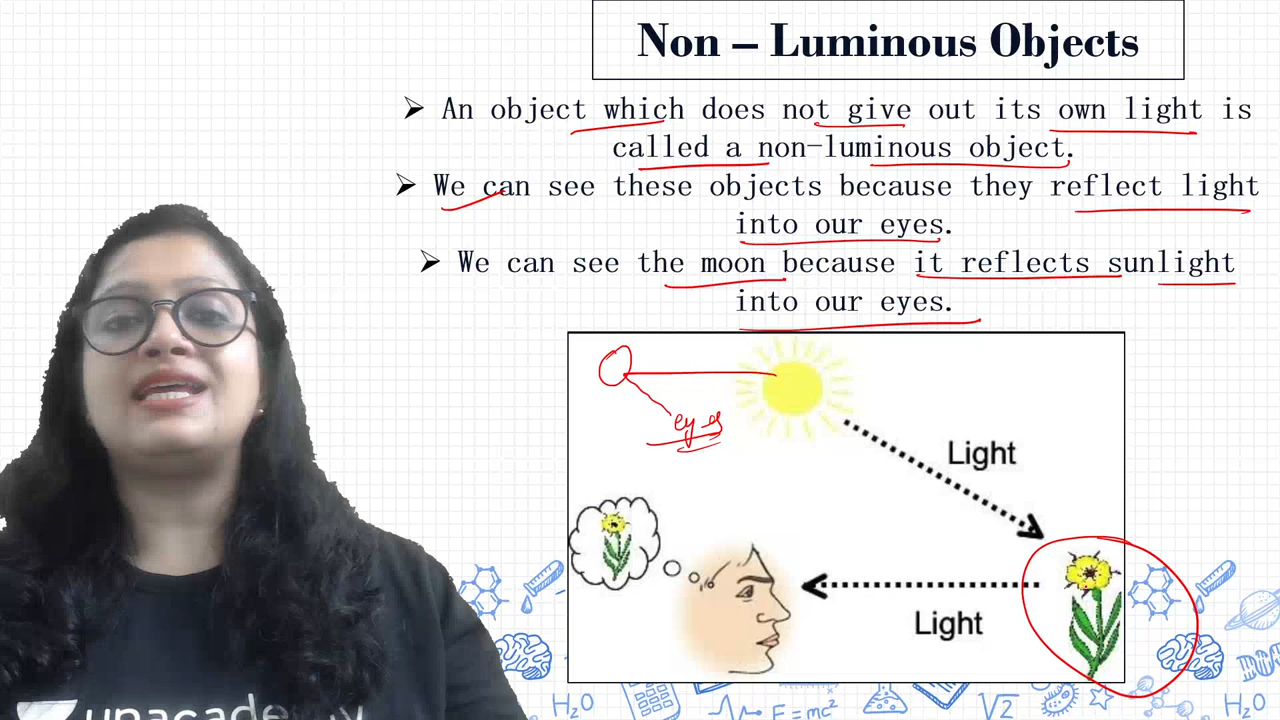 Non – Luminous Objects
➢ An object which does not give out its own light is
called a non-luminous object.
➢ We can see these objects because they reflect light
into our eyes.
➢ We can see the moon because it reflects sunlight
into our eyes.
eyes
Light
Light
unacademy
H₂O
E=mc²
√2
H₂O